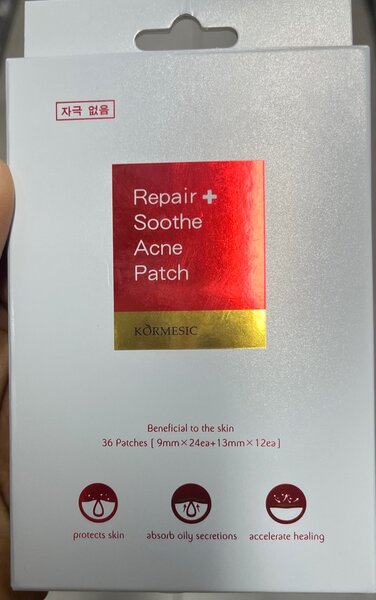 자극 없음
Repair +
Soothe
Acne
Patch
KORMESIC
Beneficial to the skin
36 Patches [ 9mm×24ea+13mm×12ea ]
protects skin absorb oily secretions accelerate healing